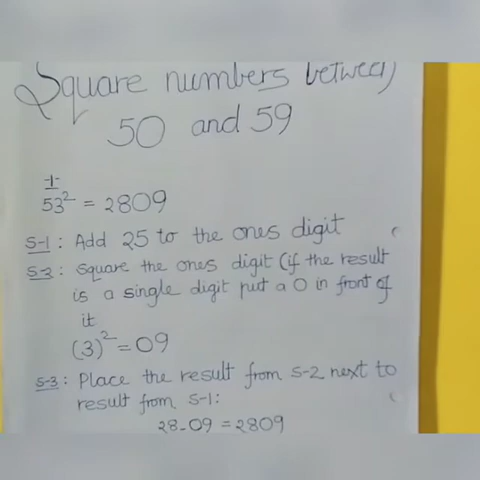 Square numbers between
50 and 59
-1-
53² = 2809
S-1 : Add 25 to the ones digit
S-2 : Square the ones digit (if the result
is a single digit put a 0 in front of
it
(3)² = 09
S-3 : Place the result from S-2 next to
result from S-1:
28-09 = 2809